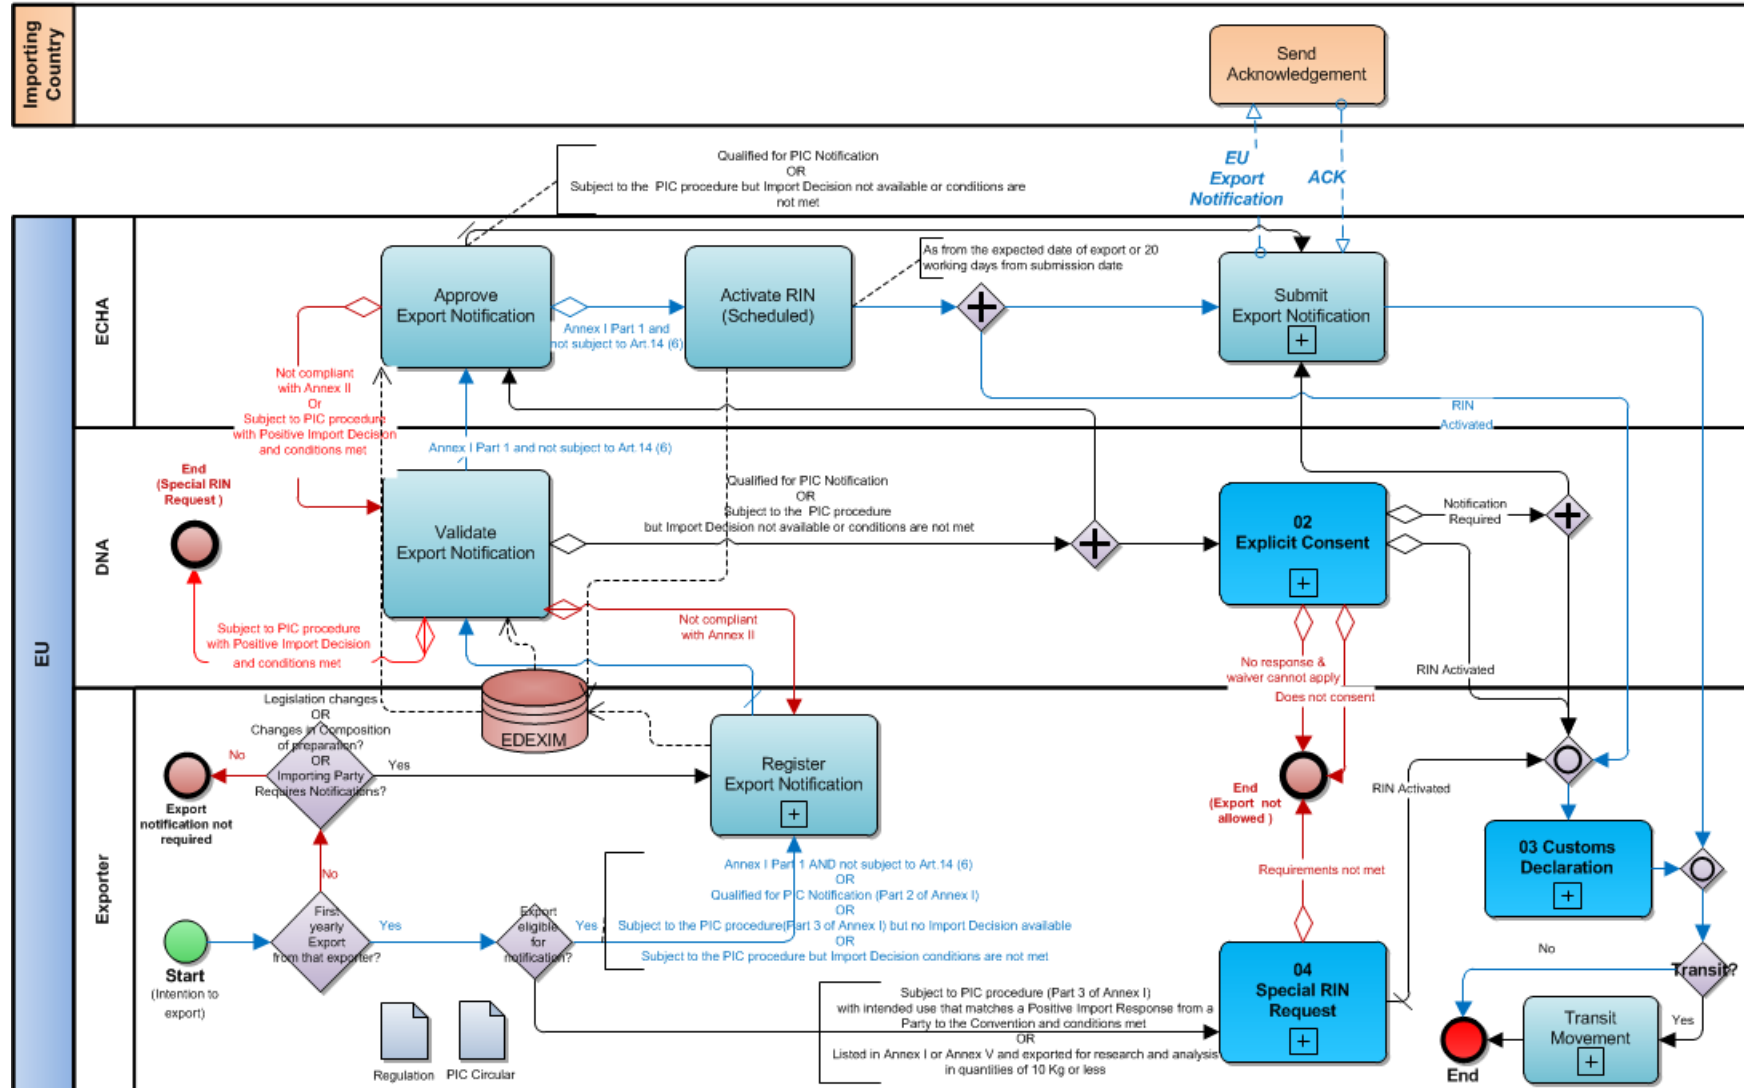 Importing
Country
Send
Acknowledgement
EU
Export
Notification
ACK
Qualified for PIC Notification
OR
Subject to the PIC procedure but Import Decision not available or conditions are
not met
EU
ECHA
Approve
Export Notification
Activate RIN
(Scheduled)
As from the expected date of export or 20
working days from submission date
Submit
Export Notification
Annex I Part 1 and
not subject to Art.14 (6)
Not compliant
with Annex II
Or
Subject to PIC procedure
with Positive Import Decision
and conditions met
RIN
Activated
DNA
Annex I Part 1 and not subject to Art.14 (6)
End
(Special RIN
Request )
Validate
Export Notification
Qualified for PIC Notification
OR
Subject to the PIC procedure
but Import Decision not available or conditions are not met
02
Explicit Consent
Notification
Required
Subject to PIC procedure
with Positive Import Decision
and conditions met
Not compliant
with Annex II
No response &
waiver cannot apply
Does not consent
RIN Activated
Exporter
Legislation changes
OR
Changes in Composition
of preparation?
OR
Importing Party
Requires Notifications?
No
Yes
Export
notification not
required
EDEXIM
Register
Export Notification
End
(Export not
allowed )
RIN Activated
03 Customs
Declaration
Requirements not met
Annex I Part 1 AND not subject to Art.14 (6)
OR
Qualified for PIC Notification (Part 2 of Annex I)
OR
Subject to the PIC procedure(Part 3 of Annex I) but no Import Decision available
OR
Subject to the PIC procedure but Import Decision conditions are not met
No
First
yearly
Export
from that exporter?
Yes
Export
eligible
for
notification?
Yes
Start
(Intention to
export)
Regulation
PIC Circular
Subject to PIC procedure (Part 3 of Annex I)
with intended use that matches a Positive Import Response from a
Party to the Convention and conditions met
OR
Listed in Annex I or Annex V and exported for research and analysis
in quantities of 10 Kg or less
04
Special RIN
Request
No
Transit?
Yes
Transit
Movement
End